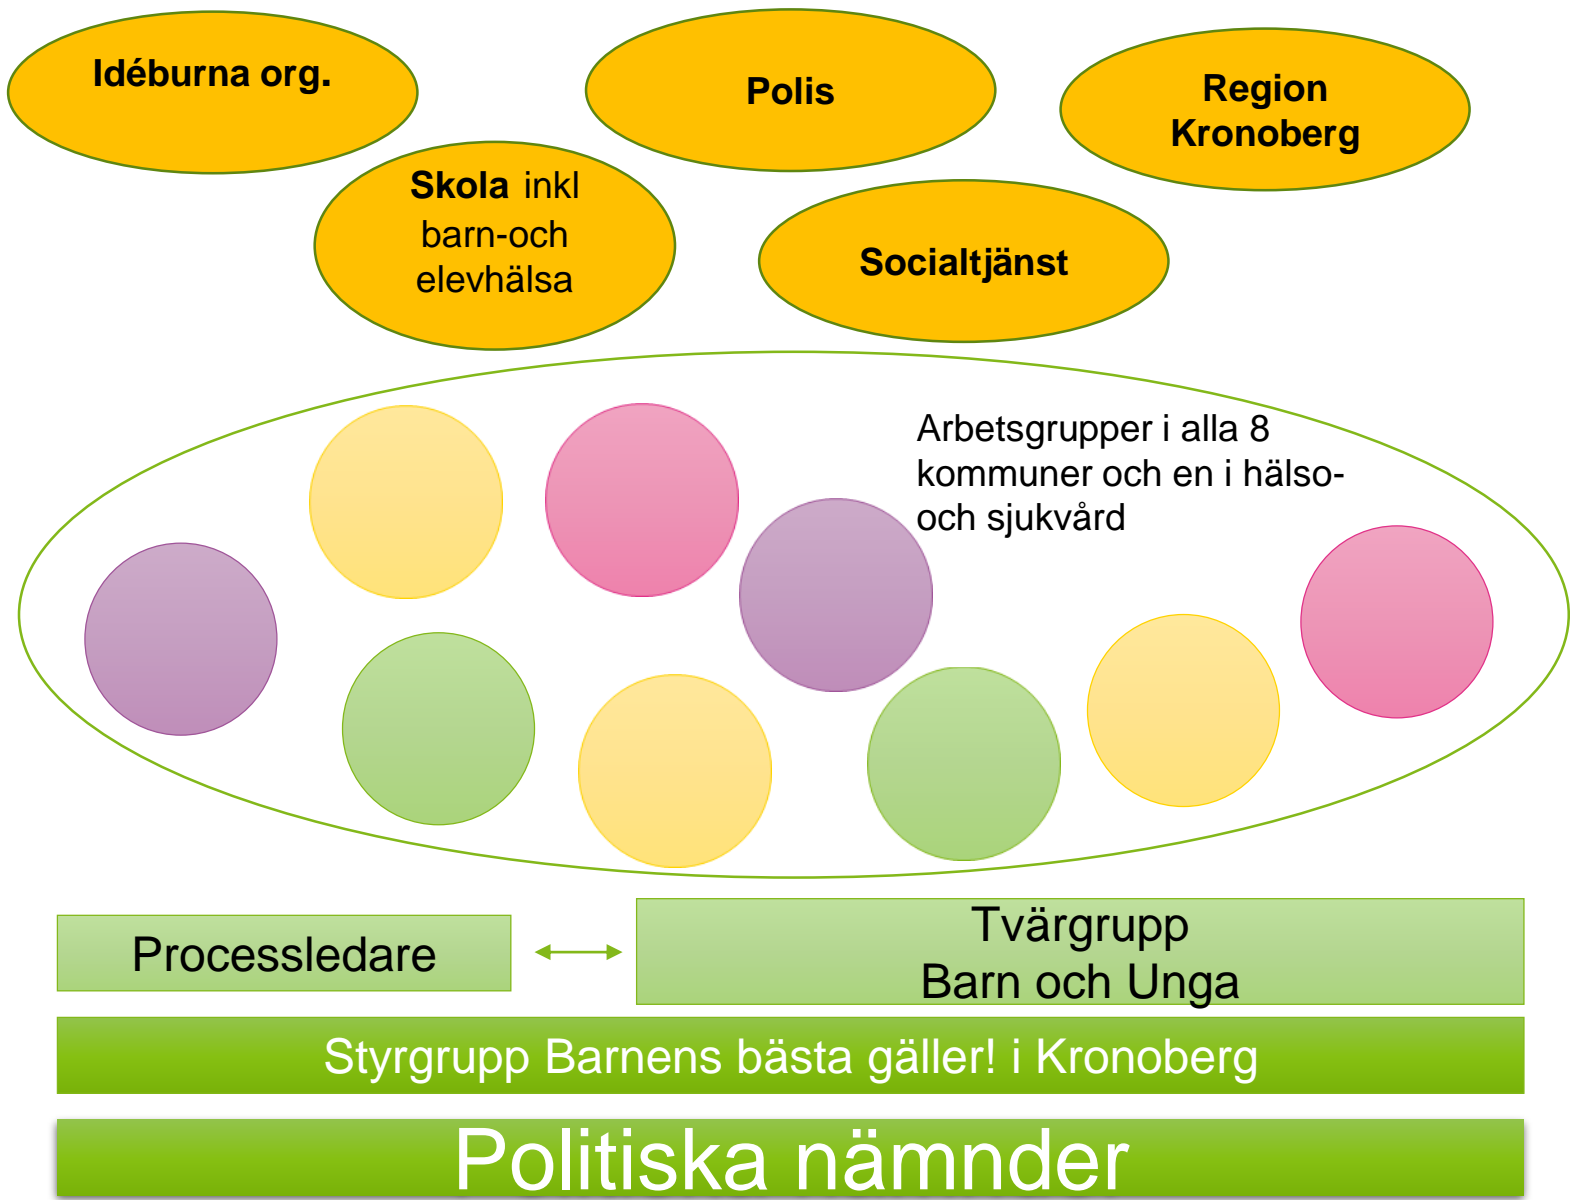 Idéburna org.
Polis
Region
Kronoberg
Skola inkl
barn-och
elevhälsa
Socialtjänst
Arbetsgrupper i alla 8
kommuner och en i hälso-
och sjukvård
Processledare
Tvärgrupp
Barn och Unga
Styrgrupp Barnens bästa gäller! i Kronoberg
Politiska nämnder